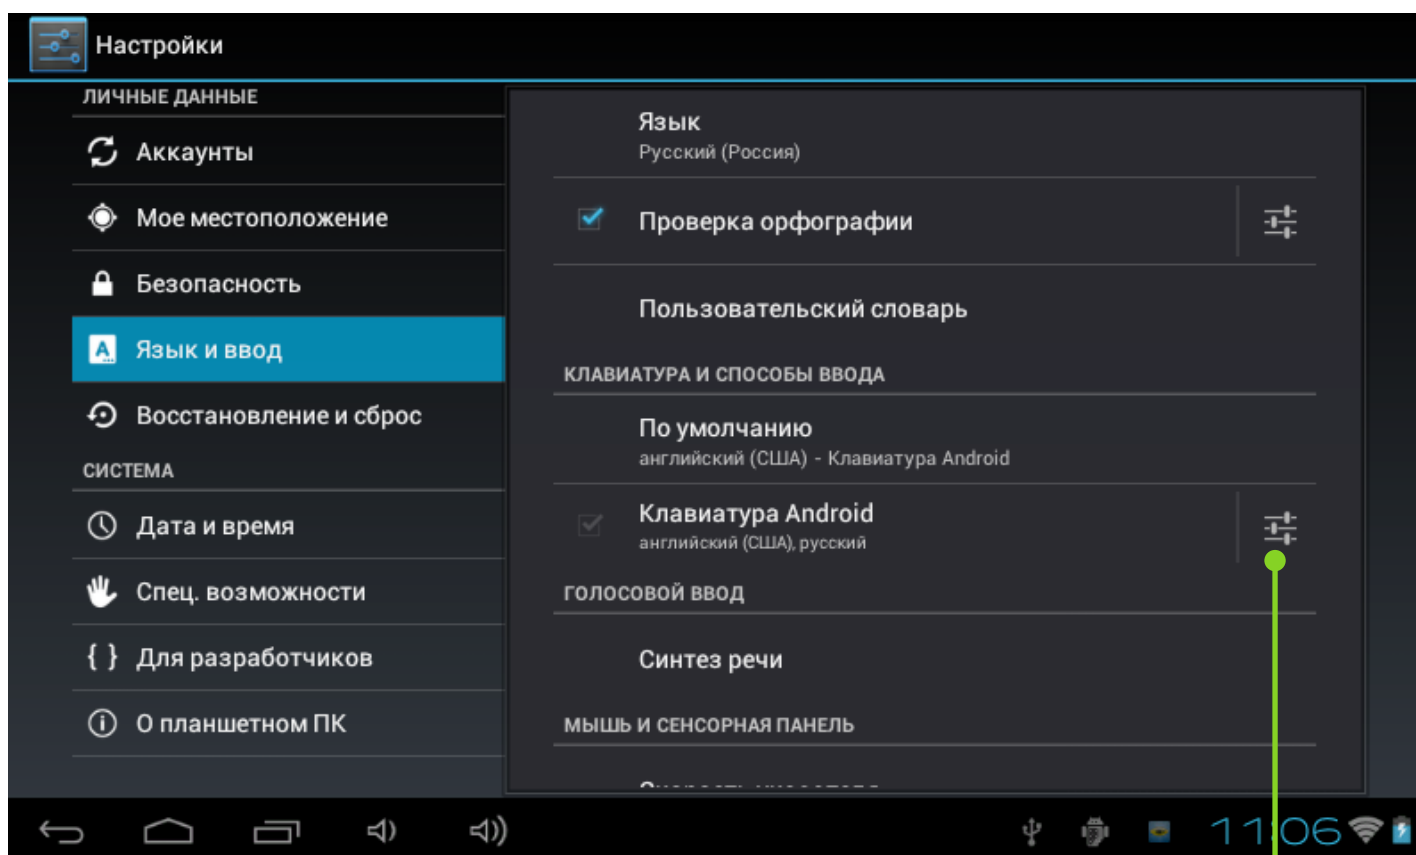 Настройки
ЛИЧНЫЕ ДАННЫЕ
Аккаунты
Мое местоположение
Безопасность
Язык и ввод
Восстановление и сброс
СИСТЕМА
Дата и время
Спец. возможности
Для разработчиков
О планшетном ПК
Язык
Русский (Россия)
Проверка орфографии
Пользовательский словарь
КЛАВИАТУРА И СПОСОБЫ ВВОДА
По умолчанию
английский (США) - Клавиатура Android
Клавиатура Android
английский (США), русский
ГОЛОСОВОЙ ВВОД
Синтез речи
МЫШЬ И СЕНСОРНАЯ ПАНЕЛЬ
11:06